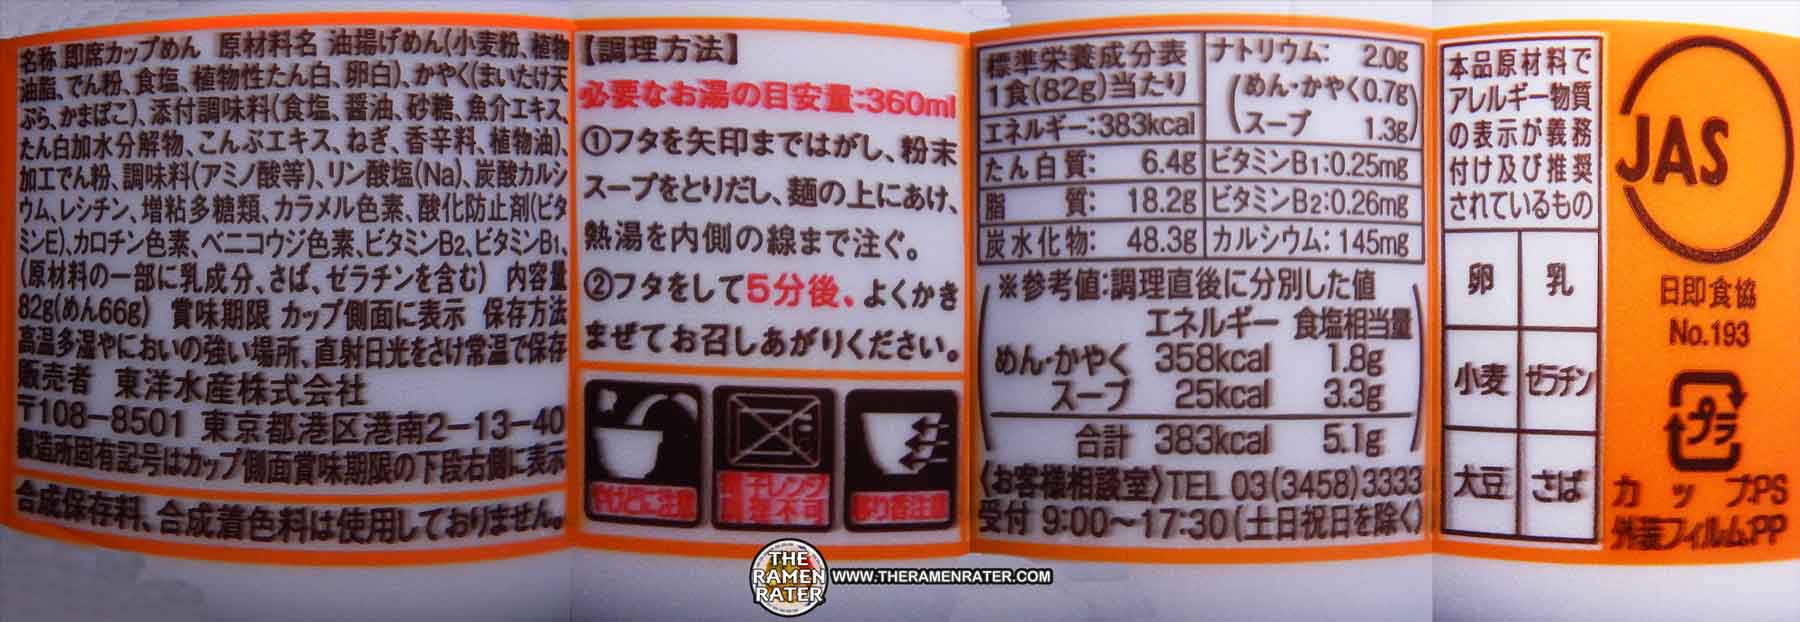 名称 即席カップめん 原材料名 油揚げめん(小麦粉、植物
油脂、でん粉、食塩、植物性たん白、卵白)、かやく(まいたけ天
ぷら、かまぼこ)、添付調味料(食塩、醤油、砂糖、魚介エキス、
たん白加水分解物、こんぶエキス、ねぎ、香辛料、植物油)、
加工でん粉、調味料(アミノ酸等)、リン酸塩(Na)、炭酸カルシ
ウム、レシチン、増粘多糖類、カラメル色素、酸化防止剤(ビタ
ミンE)、カロチン色素、ベニコウジ色素、ビタミンB2、ビタミンB1、
(原材料の一部に乳成分、さば、ゼラチンを含む) 内容量
82g(めん66g) 賞味期限 カップ側面に表示 保存方法
高温多湿やにおいの強い場所、直射日光をさけ常温で保存
販売者 東洋水産株式会社
〒108-8501 東京都港区港南2-13-40
製造所固有記号はカップ側面賞味期限の下段右側に表示
合成保存料、合成着色料は使用しておりません。
【調理方法】
必要なお湯の目安量:360ml
①フタを矢印まではがし、粉末
スープをとりだし、麺の上にあけ、
熱湯を内側の線まで注ぐ。
②フタをして5分後、よくかき
まぜてお召しあがりください。
やけどに注意
電子レンジ
調理不可
移り香注意
標準栄養成分表
1食(82g)当たり
エネルギー:383kcal
たん白質: 6.4g
脂質: 18.2g
炭水化物: 48.3g
ナトリウム: 2.0g
(めん・かやく0.7g
スープ 1.3g)
ビタミンB1:0.25mg
ビタミンB2:0.26mg
カルシウム:145mg
※参考値:調理直後に分別した値
エネルギー 食塩相当量
めん・かやく 358kcal 1.8g
スープ 25kcal 3.3g
合計 383kcal 5.1g
〈お客様相談室〉TEL 03(3458)3333
受付 9:00~17:30(土日祝日を除く)
本品原材料で
アレルギー物質
の表示が義務
付け及び推奨
されているもの
卵 乳
小麦 ゼラチン
大豆 さば
JAS
日即食協
No.193
プラ
カップ:PS
外装フィルム:PP
THE
RAMEN
RATER
WWW.THERAMENRATER.COM